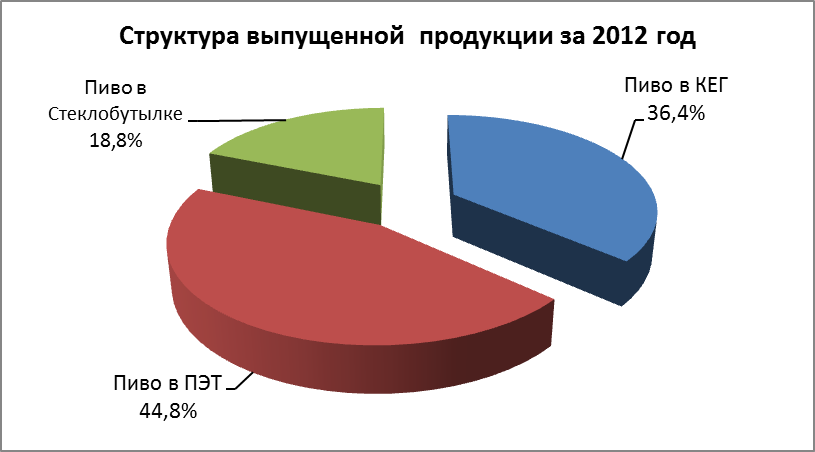 Структура выпущенной продукции за 2012 год
Пиво в
Стеклобутылке
18,8%
Пиво в КЕГ
36,4%
Пиво в ПЭТ
44,8%